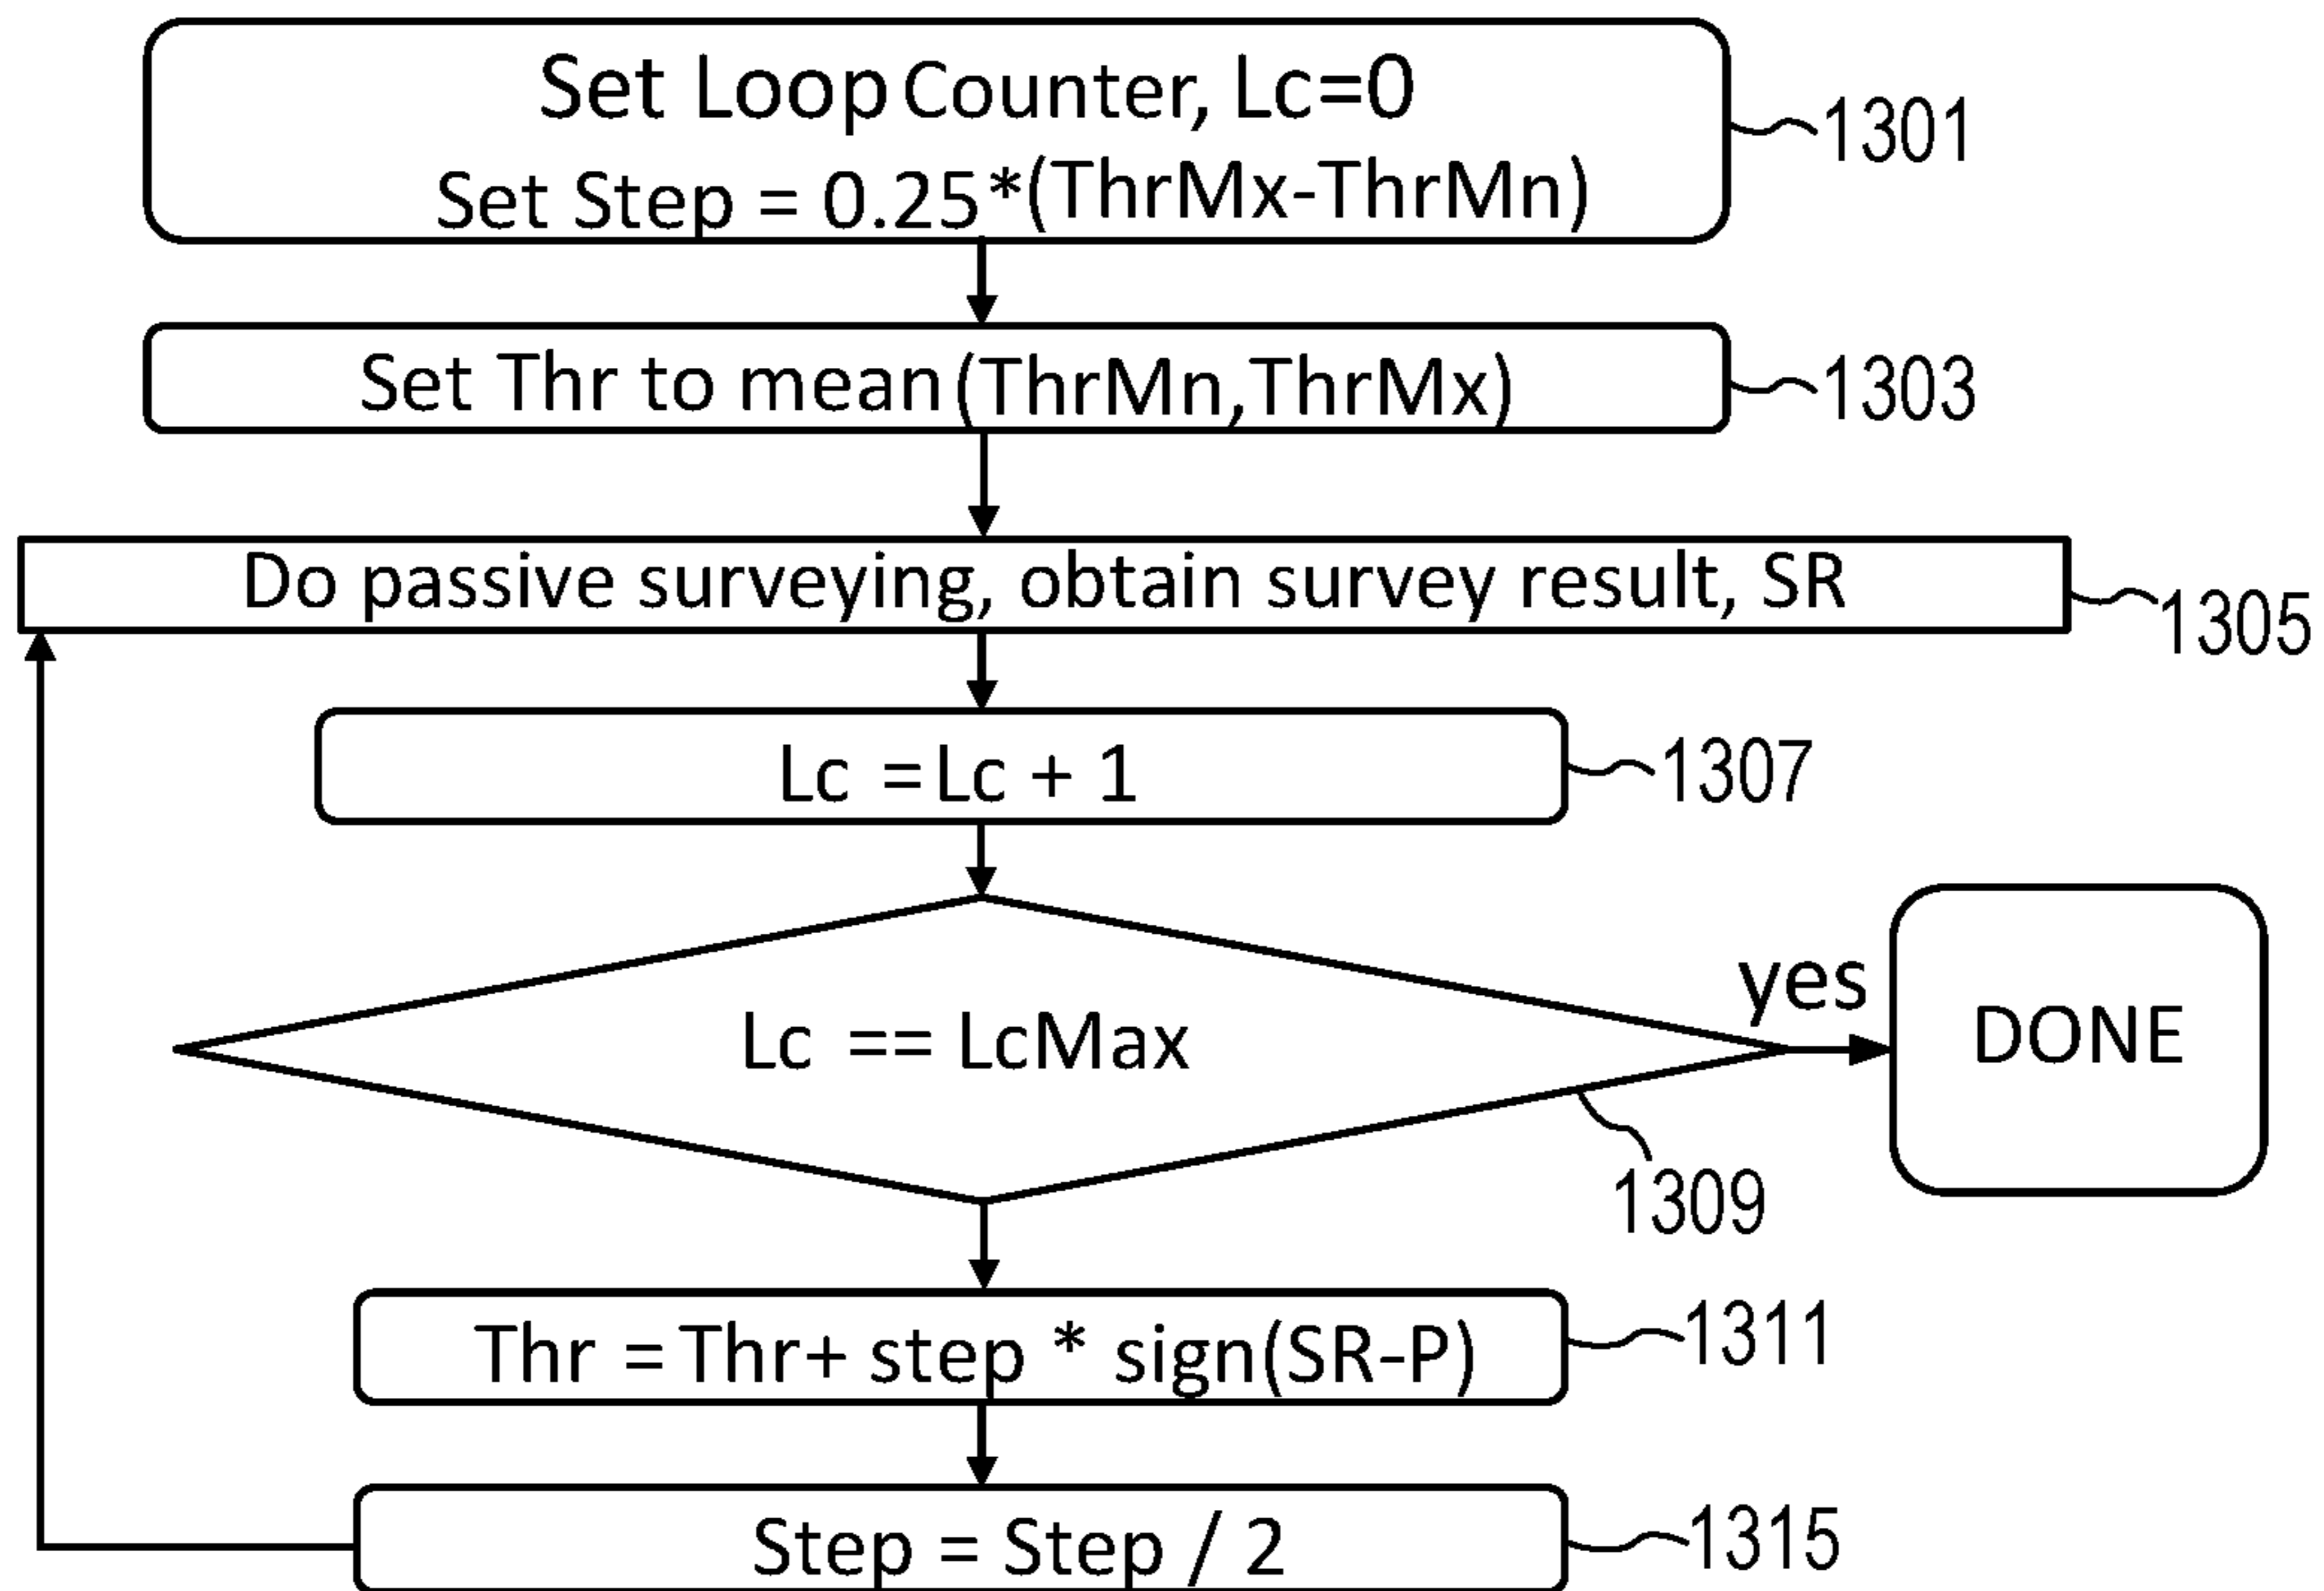 Set Loop Counter, Lc=0
Set Step = 0.25*(ThrMx-ThrMn)
1301
Set Thr to mean(ThrMn,ThrMx)
1303
Do passive surveying, obtain survey result, SR
1305
Lc =Lc + 1
1307
Lc == LcMax
yes
DONE
1309
Thr =Thr+ step * sign(SR-P)
1311
Step = Step / 2
1315